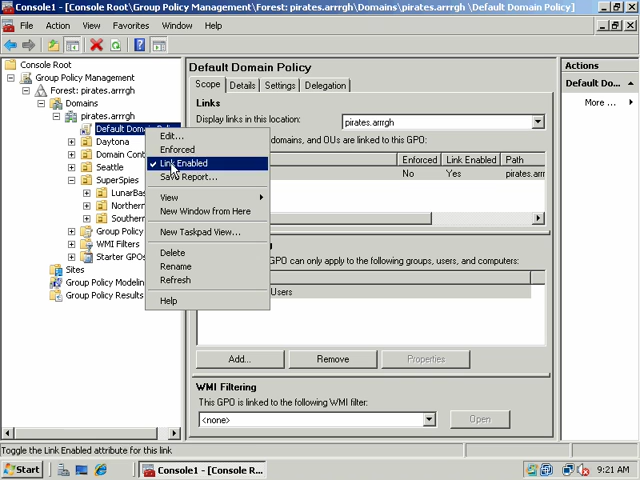 Console1 - [Console Root\Group Policy Management\Forest: pirates.arrrgh\Domains\pirates.arrrgh \Default Domain Policy]
File Action View Favorites Window Help
Console Root
Group Policy Management
Forest: pirates.arrrgh
Domains
pirates.arrrgh
Default Domain Policy
Daytona
Domain Cont
Seattle
SuperSpies
LunarBas
Northern
Southern
Group Policy
WMI Filters
Starter GPOs
Sites
Group Policy Modelin
Group Policy Results
Edit...
Enforced
Link Enabled
Save Report...
View
New Window from Here
New Taskpad View...
Delete
Rename
Refresh
Help
Default Domain Policy
Scope Details Settings Delegation
Links
Display links in this location: pirates.arrrgh
domains, and OUs are linked to this GPO:
Enforced Link Enabled Path
No Yes pirates.arrr
GPO can only apply to the following groups, users, and computers:
Users
Add... Remove Properties
WMI Filtering
This GPO is linked to the following WMI filter:
<none> Open
Actions
Default Do...
More ...
Toggle the Link Enabled attribute for this link
Start Console1 - [Console R... 9:21 AM